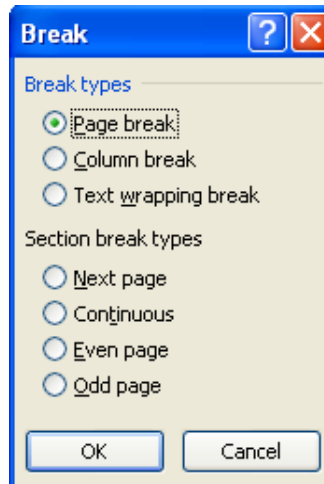 Break
Break types
Page break
Column break
Text wrapping break
Section break types
Next page
Continuous
Even page
Odd page
OK Cancel